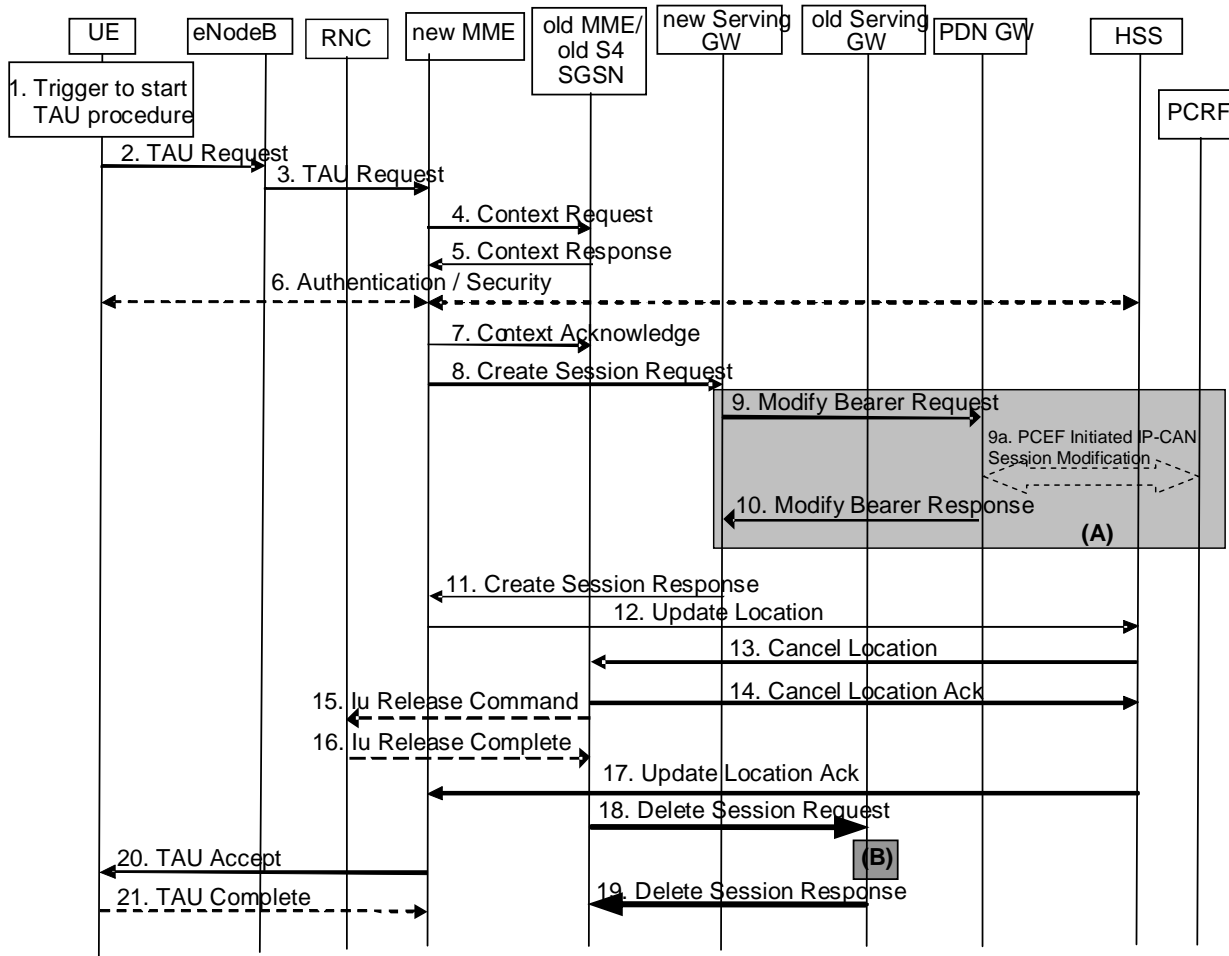 UE
eNodeB
RNC
new MME
old MME/
old S4
SGSN
new Serving
GW
old Serving
GW
PDN GW
HSS
PCRF
1. Trigger to start
TAU procedure
2. TAU Request
3. TAU Request
4. Context Request
5. Context Response
6. Authentication / Security
7. Context Acknowledge
8. Create Session Request
9. Modify Bearer Request
9a. PCEF Initiated IP-CAN
Session Modification
10. Modify Bearer Response
(A)
11. Create Session Response
12. Update Location
13. Cancel Location
14. Cancel Location Ack
15. Iu Release Command
16. Iu Release Complete
17. Update Location Ack
18. Delete Session Request
(B)
19. Delete Session Response
20. TAU Accept
21. TAU Complete